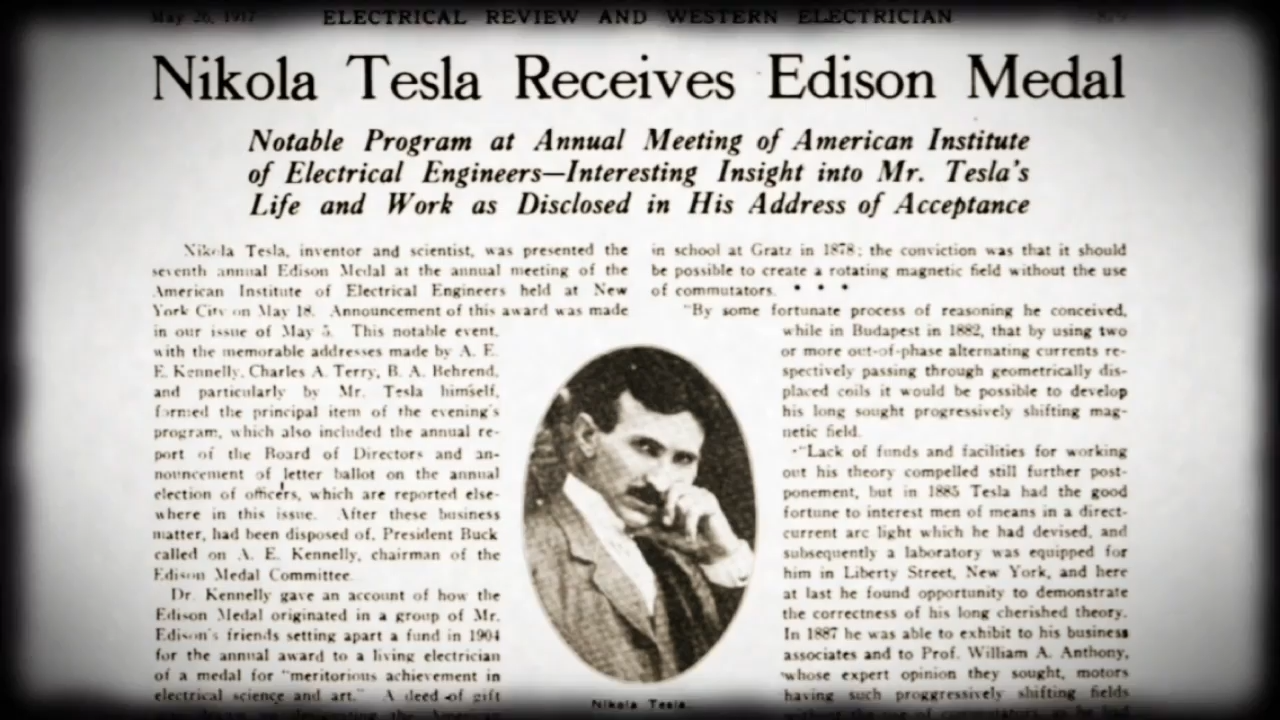 May 26, 1917
ELECTRICAL REVIEW AND WESTERN ELECTRICIAN
Nikola Tesla Receives Edison Medal
Notable Program at Annual Meeting of American Institute
of Electrical Engineers—Interesting Insight into Mr. Tesla's
Life and Work as Disclosed in His Address of Acceptance
Nikola Tesla, inventor and scientist, was presented the
seventh annual Edison Medal at the annual meeting of the
American Institute of Electrical Engineers held at New
York City on May 18. Announcement of this award was made
in our issue of May 5. This notable event,
with the memorable addresses made by A. E.
E. Kennelly, Charles A. Terry, B. A. Behrend,
and particularly by Mr. Tesla himself,
formed the principal item of the evening's
program, which also included the annual re-
port of the Board of Directors and an-
nouncement of letter ballot on the annual
election of officers, which are reported else-
where in this issue. After these business
matter, had been disposed of, President Buck
called on A. E. Kennelly, chairman of the
Edison Medal Committee.
Dr. Kennelly gave an account of how the
Edison Medal originated in a group of Mr.
Edison's friends setting apart a fund in 1904
for the annual award to a living electrician
of a medal for "meritorious achievement in
electrical science and art." A deed of gift
Nikola Tesla.
in school at Gratz in 1878; the conviction was that it should
be possible to create a rotating magnetic field without the use
of commutators. * * *
"By some fortunate process of reasoning he conceived,
while in Budapest in 1882, that by using two
or more out-of-phase alternating currents re-
spectively passing through geometrically dis-
placed coils it would be possible to develop
his long sought progressively shifting mag-
netic field.
"Lack of funds and facilities for working
out his theory compelled still further post-
ponement, but in 1885 Tesla had the good
fortune to interest men of means in a direct-
current arc light which he had devised, and
subsequently a laboratory was equipped for
him in Liberty Street, New York, and here
at last he found opportunity to demonstrate
the correctness of his long cherished theory.
In 1887 he was able to exhibit to his business
associates and to Prof. William A. Anthony,
whose expert opinion they sought, motors
having such proggressively shifting fields